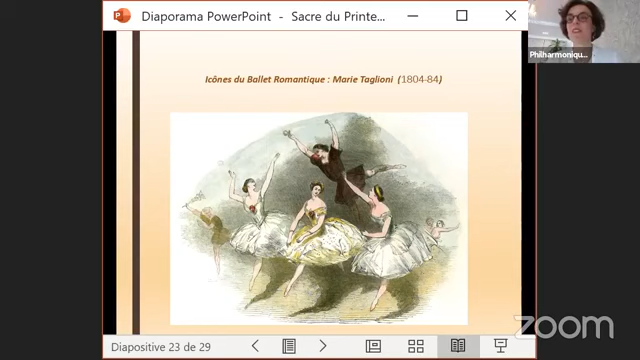 Diaporama PowerPoint - Sacre du Printe...
Philharmoniqu...
Icônes du Ballet Romantique : Marie Taglioni (1804-84)
Diapositive 23 de 29
zoom